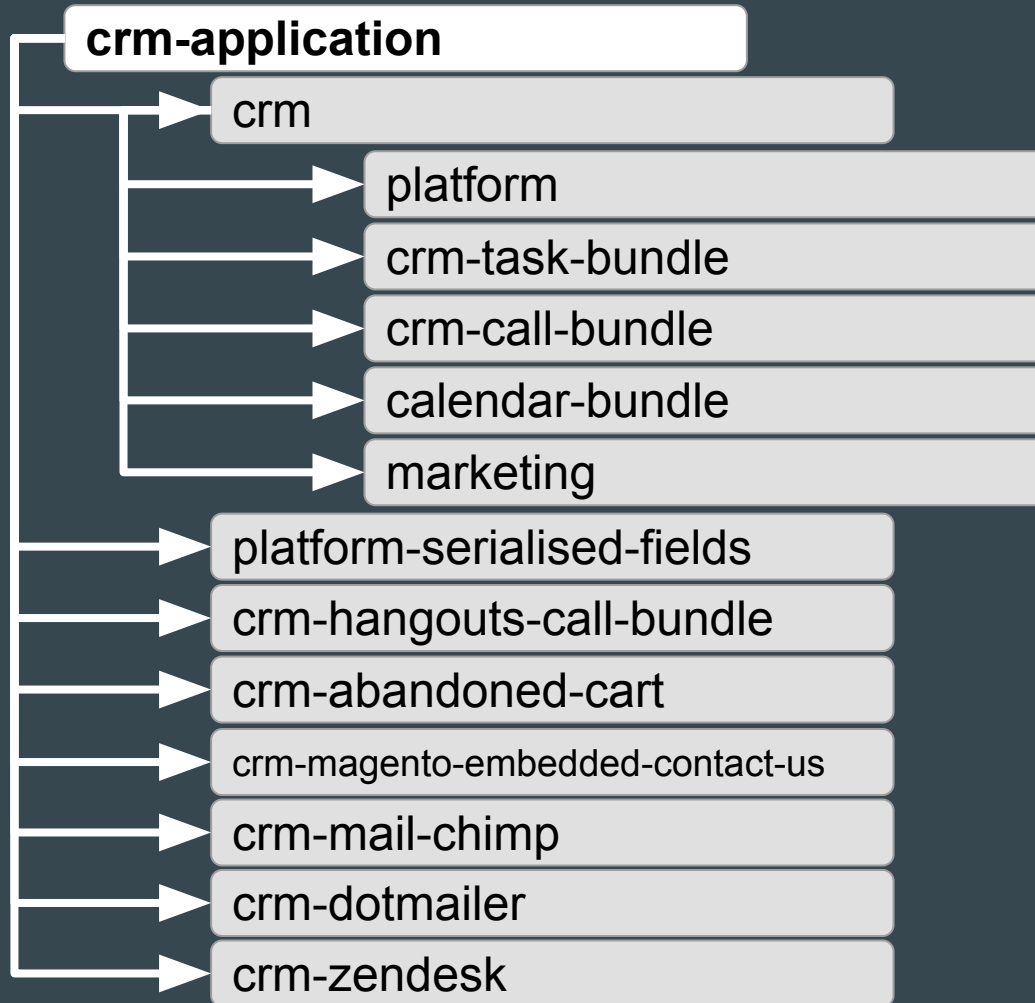 crm-application
crm
platform
crm-task-bundle
crm-call-bundle
calendar-bundle
marketing
platform-serialised-fields
crm-hangouts-call-bundle
crm-abandoned-cart
crm-magento-embedded-contact-us
crm-mail-chimp
crm-dotmailer
crm-zendesk